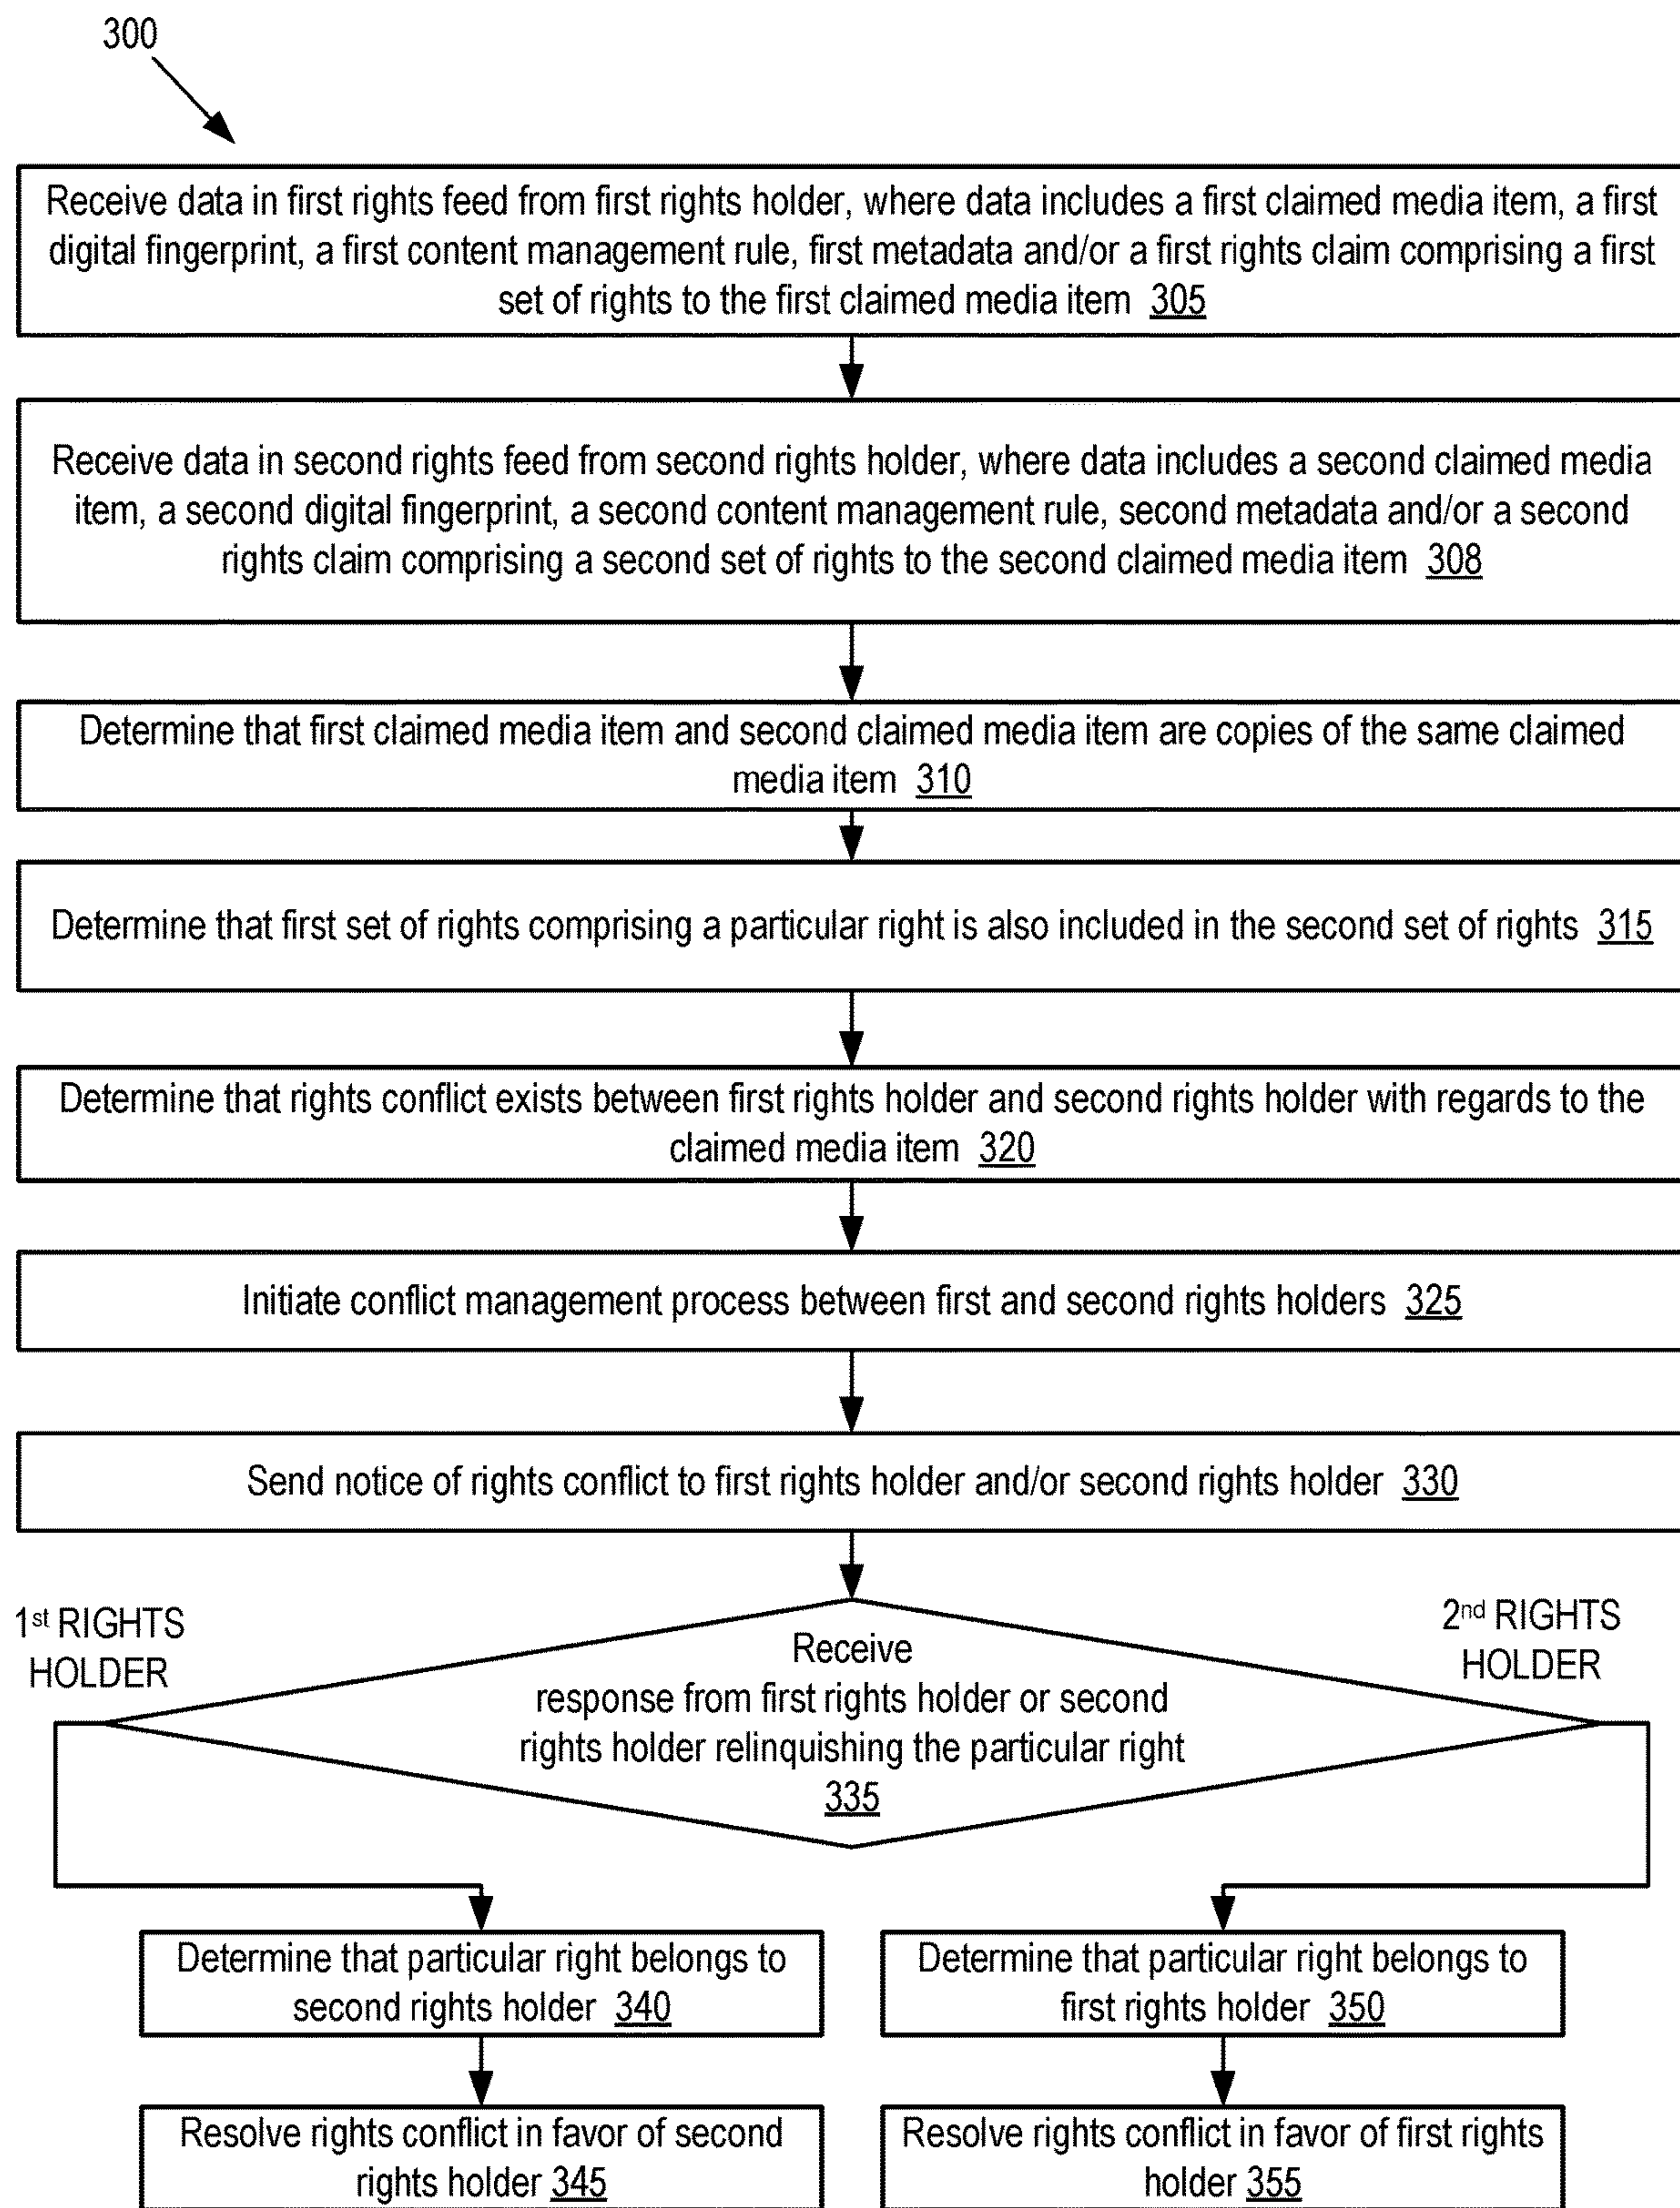 300
Receive data in first rights feed from first rights holder, where data includes a first claimed media item, a first
digital fingerprint, a first content management rule, first metadata and/or a first rights claim comprising a first
set of rights to the first claimed media item 305
Receive data in second rights feed from second rights holder, where data includes a second claimed media
item, a second digital fingerprint, a second content management rule, second metadata and/or a second
rights claim comprising a second set of rights to the second claimed media item 308
Determine that first claimed media item and second claimed media item are copies of the same claimed
media item 310
Determine that first set of rights comprising a particular right is also included in the second set of rights 315
Determine that rights conflict exists between first rights holder and second rights holder with regards to the
claimed media item 320
Initiate conflict management process between first and second rights holders 325
Send notice of rights conflict to first rights holder and/or second rights holder 330
1st RIGHTS
HOLDER
2nd RIGHTS
HOLDER
Receive
response from first rights holder or second
rights holder relinquishing the particular right
335
Determine that particular right belongs to
second rights holder 340
Determine that particular right belongs to
first rights holder 350
Resolve rights conflict in favor of second
rights holder 345
Resolve rights conflict in favor of first rights
holder 355